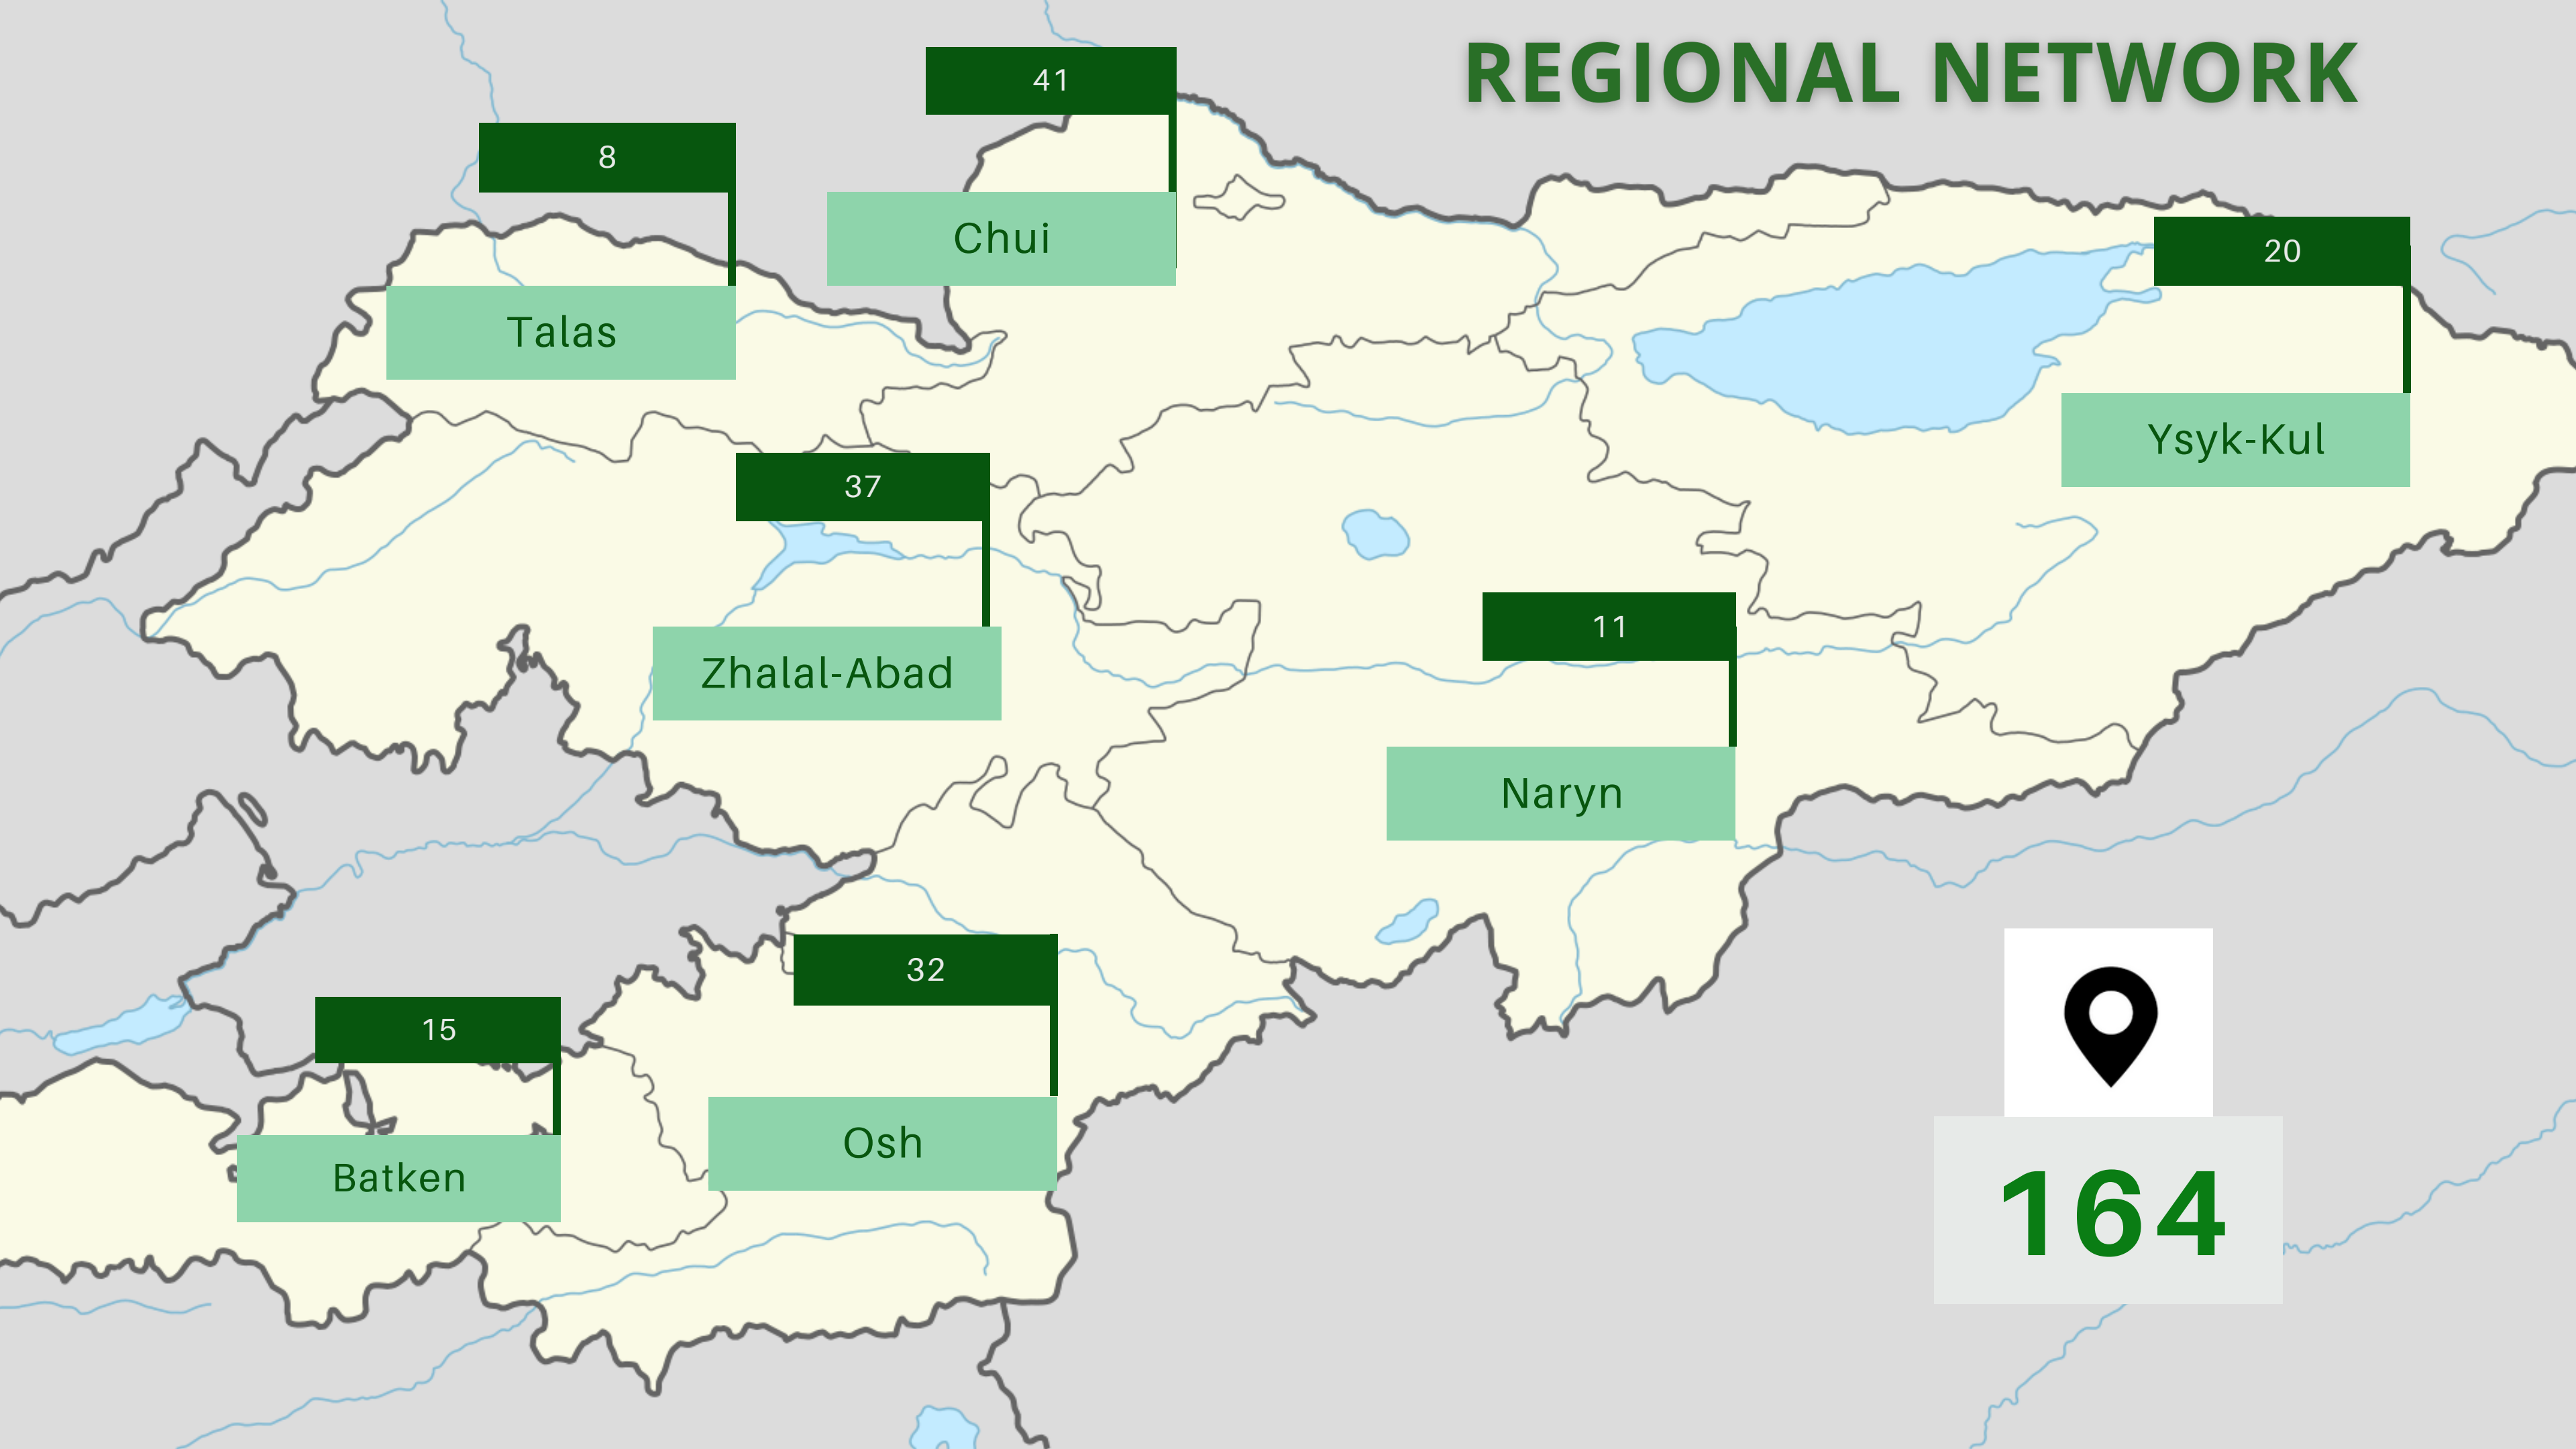 REGIONAL NETWORK
41
Chui
8
Talas
20
Ysyk-Kul
37
Zhalal-Abad
11
Naryn
32
Osh
15
Batken
164